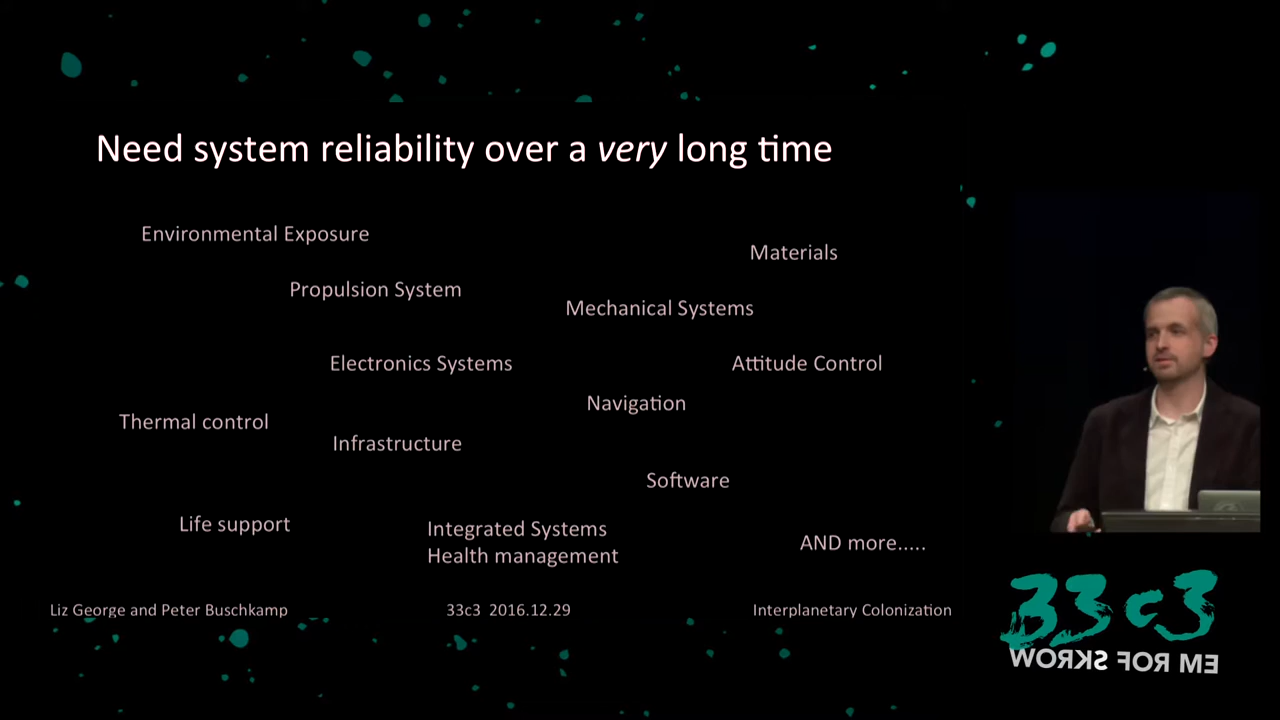 Need system reliability over a very long time
Environmental Exposure
Materials
Propulsion System
Mechanical Systems
Electronics Systems
Attitude Control
Navigation
Thermal control
Infrastructure
Software
Life support
Integrated Systems
Health management
AND more.....
Liz George and Peter Buschkamp
33c3 2016.12.29
Interplanetary Colonization
33c3
WORKS FOR ME